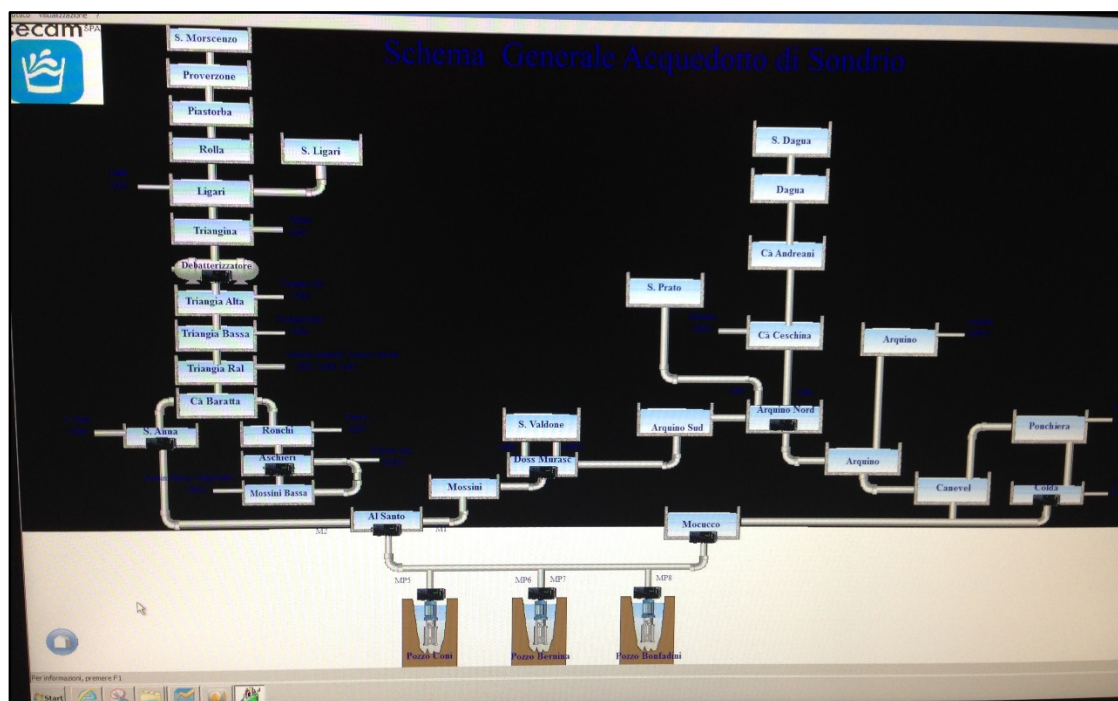 secam SPA
Schema Generale Acquedotto di Sondrio
S. Morscenzo
Proverzone
Piastorba
Rolla
S. Ligari
Ligari
Triangina
Debatterizzatore
Triangia Alta
Triangia Bassa
Triangia Ral
Cà Baratta
S. Anna
Ronchi
Aschieri
Mossini Bassa
S. Dagua
Dagua
Cà Andreani
S. Prato
Cà Ceschina
Arquino
S. Valdone
Arquino Sud
Arquino Nord
Ponchiera
Doss Murasc
Arquino
Mossini
Canevel
Colda
Al Santo
Mocucco
M2
M1
MP5
MP6
MP7
MP8
Pozzo Coni
Pozzo Bernina
Pozzo Bonfadini
Per informazioni, premere F1
Start